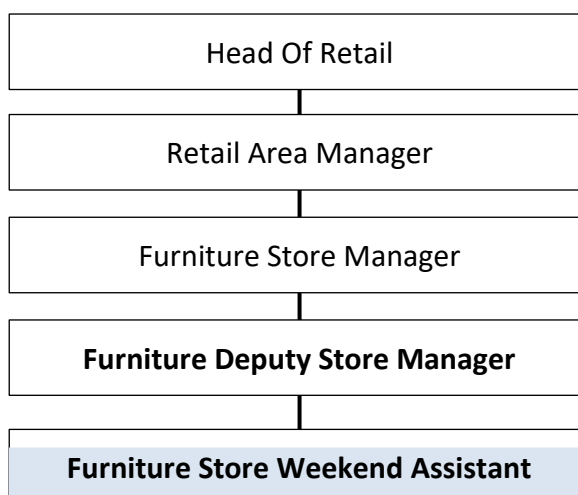 Head Of Retail
Retail Area Manager
Furniture Store Manager
Furniture Deputy Store Manager
Furniture Store Weekend Assistant